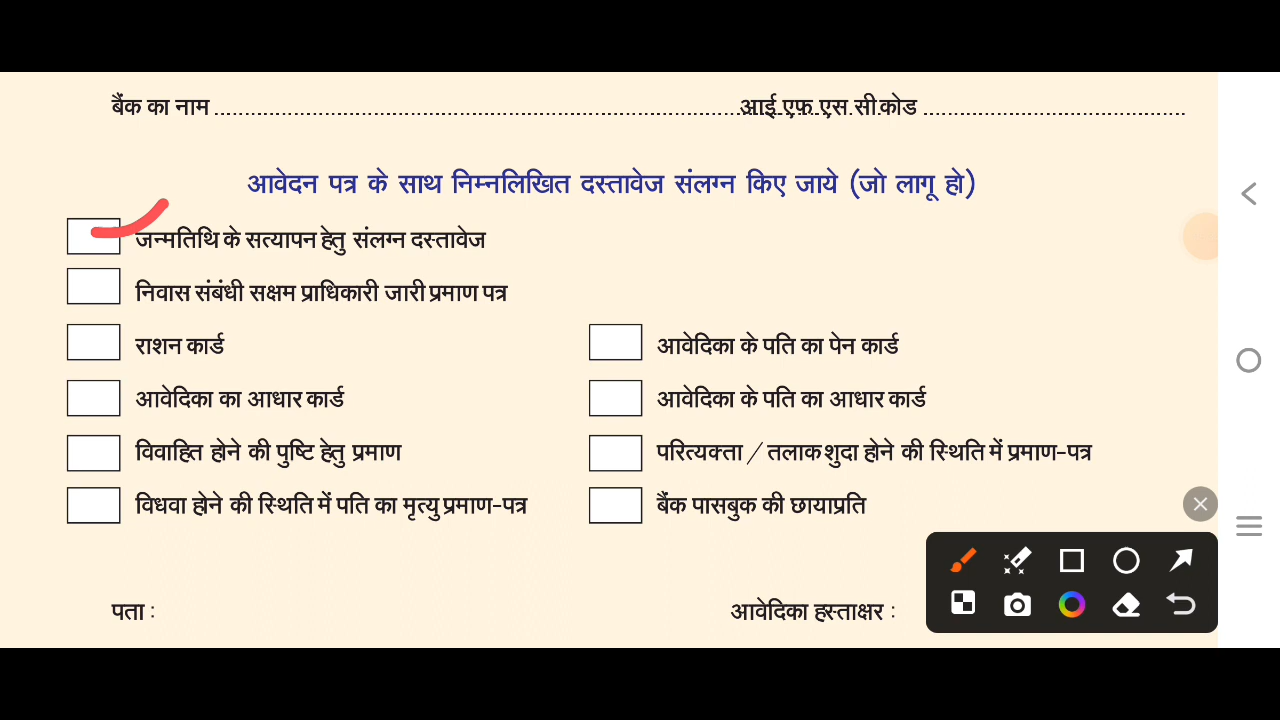 बैंक का नाम ........................................ आई एफ एस सी कोड ........................
आवेदन पत्र के साथ निम्नलिखित दस्तावेज संलग्न किए जाये (जो लागू हो)
जन्मतिथि के सत्यापन हेतु संलग्न दस्तावेज
निवास संबंधी सक्षम प्राधिकारी जारी प्रमाण पत्र
राशन कार्ड आवेदिका के पति का पेन कार्ड
आवेदिका का आधार कार्ड आवेदिका के पति का आधार कार्ड
विवाहित होने की पुष्टि हेतु प्रमाण परित्यक्ता / तलाकशुदा होने की स्थिति में प्रमाण-पत्र
विधवा होने की स्थिति में पति का मृत्यु प्रमाण-पत्र बैंक पासबुक की छायाप्रति
पता : आवेदिका हस्ताक्षर :